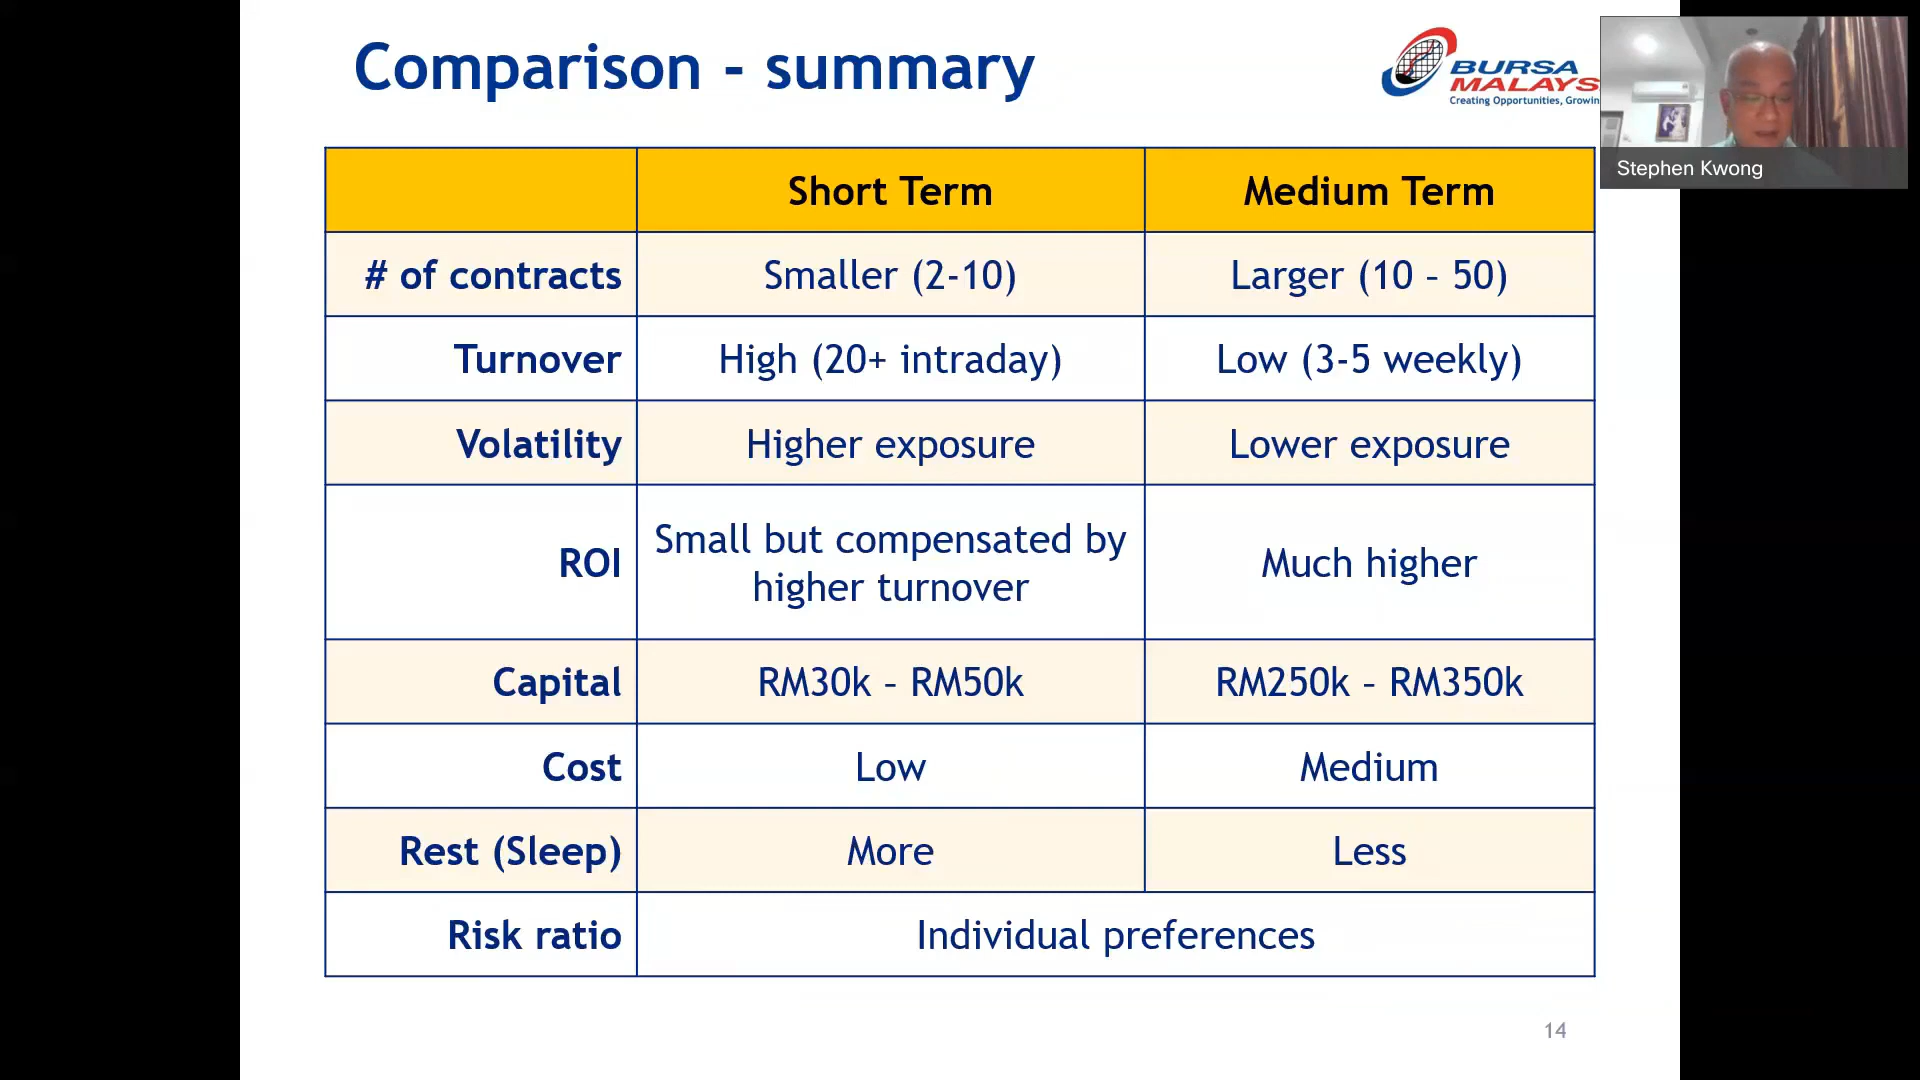 Comparison - summary
BURSA
MALAYS
Creating Opportunities, Growin
Stephen Kwong
Short Term Medium Term
# of contracts Smaller (2-10) Larger (10 – 50)
Turnover High (20+ intraday) Low (3-5 weekly)
Volatility Higher exposure Lower exposure
ROI Small but compensated by higher turnover Much higher
Capital RM30k – RM50k RM250k – RM350k
Cost Low Medium
Rest (Sleep) More Less
Risk ratio Individual preferences
14